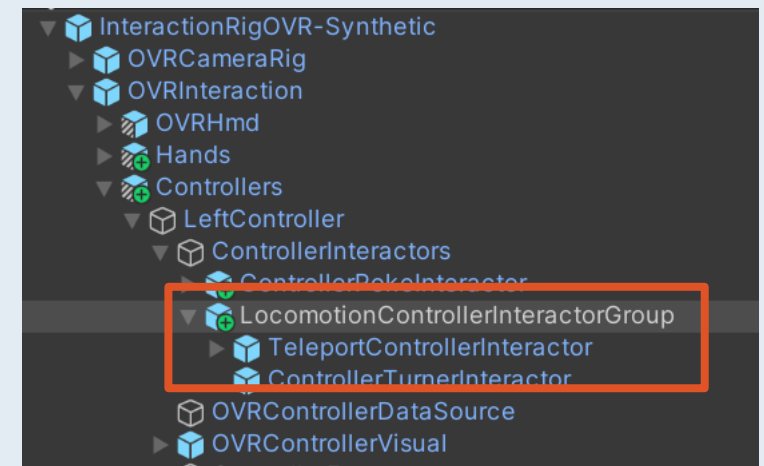 InteractionRigOVR-Synthetic
OVRCameraRig
OVRInteraction
OVRHmd
Hands
Controllers
LeftController
ControllerInteractors
ControllerPokeInteractor
LocomotionControllerInteractorGroup
TeleportControllerInteractor
ControllerTurnerInteractor
OVRControllerDataSource
OVRControllerVisual